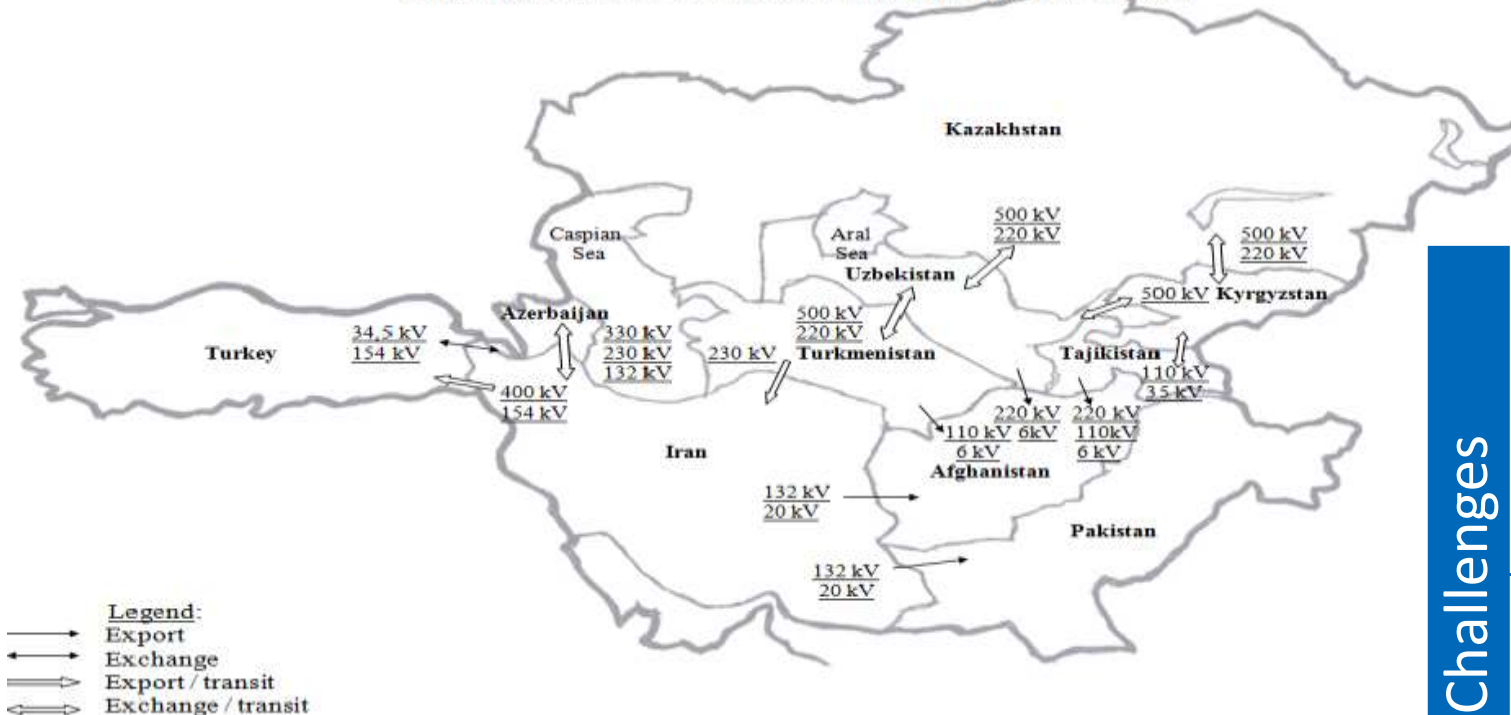 Kazakhstan
500 kV
220 kV
Caspian
Sea
Aral
Sea
500 kV
220 kV
Uzbekistan
500 kV
Kyrgyzstan
Azerbaijan
500 kV
220 kV
34,5 kV
154 kV
330 kV
230 kV
132 kV
230 kV
Turkey
Turkmenistan
Tajikistan
110 kV
35 kV
400 kV
154 kV
220 kV
6kV
220 kV
110kV
6 kV
110 kV
6 kV
Iran
Afghanistan
132 kV
20 kV
Pakistan
132 kV
20 kV
Legend:
Export
Exchange
Export / transit
Exchange / transit
Challenges